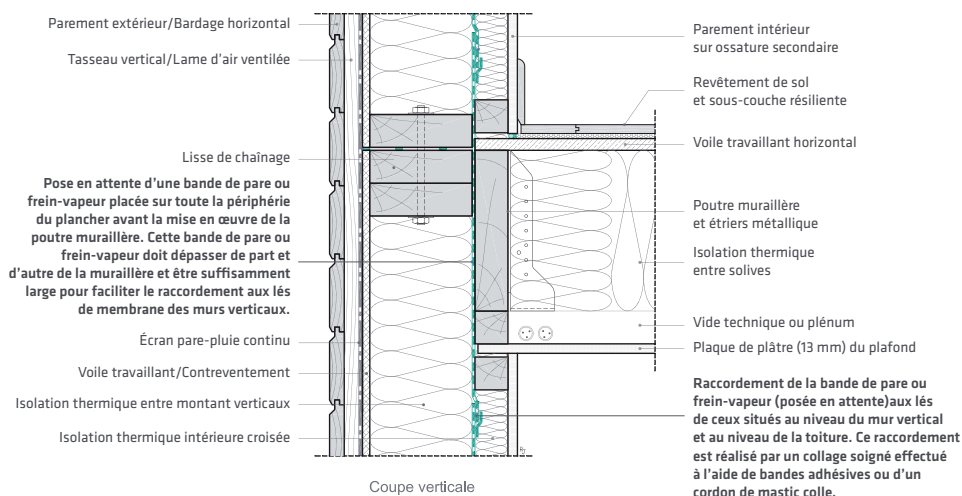 Parement extérieur/Bardage horizontal
Tasseau vertical/Lame d'air ventilée
Lisse de chaînage
Pose en attente d'une bande de pare ou
frein-vapeur placée sur toute la périphérie
du plancher avant la mise en œuvre de la
poutre muraillère. Cette bande de pare ou
frein-vapeur doit dépasser de part et
d'autre de la muraillère et être suffisamment
large pour faciliter le raccordement aux lés
de membrane des murs verticaux.
Écran pare-pluie continu
Voile travaillant/Contreventement
Isolation thermique entre montant verticaux
Isolation thermique intérieure croisée
Parement intérieur
sur ossature secondaire
Revêtement de sol
et sous-couche résiliente
Voile travaillant horizontal
Poutre muraillère
et étriers métallique
Isolation thermique
entre solives
Vide technique ou plénum
Plaque de plâtre (13 mm) du plafond
Raccordement de la bande de pare ou
frein-vapeur (posée en attente)aux lés
de ceux situés au niveau du mur vertical
et au niveau de la toiture. Ce raccordement
est réalisé par un collage soigné effectué
à l'aide de bandes adhésives ou d'un
cordon de mastic colle.
Coupe verticale